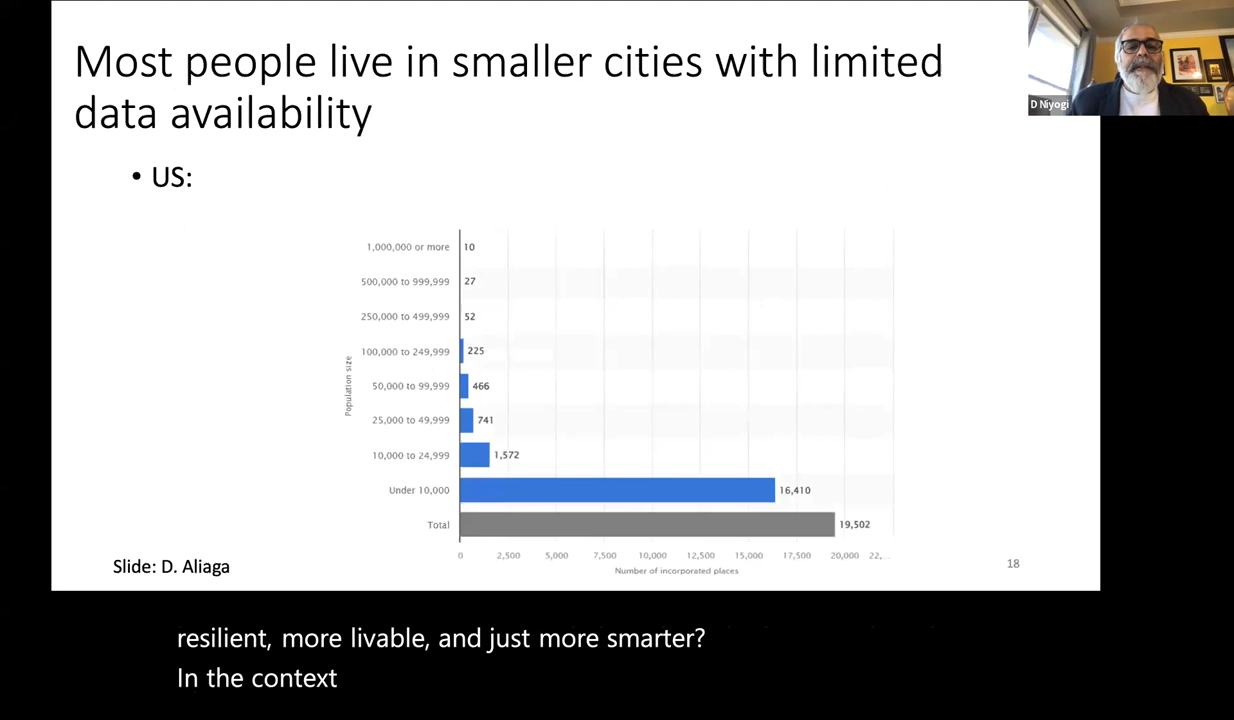 Most people live in smaller cities with limited
data availability
D Niyogi
• US:
1,000,000 or more 10
500,000 to 999,999 27
250,000 to 499,999 52
100,000 to 249,999 225
50,000 to 99,999 466
25,000 to 49,999 741
10,000 to 24,999 1,572
Under 10,000 16,410
Total 19,502
Population size
0 2,500 5,000 7,500 10,000 12,500 15,000 17,500 20,000 22,...
Number of incorporated places
Slide: D. Aliaga
18
resilient, more livable, and just more smarter?
In the context